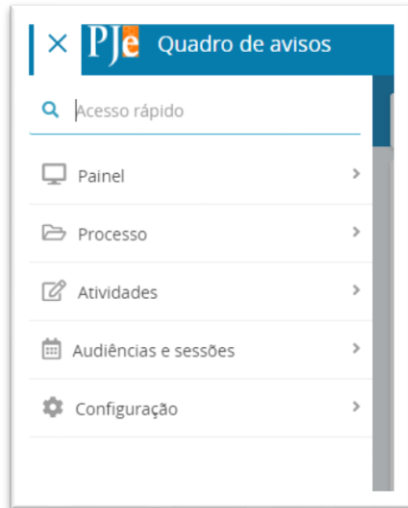 PJe Quadro de avisos
Acesso rápido
Painel
Processo
Atividades
Audiências e sessões
Configuração